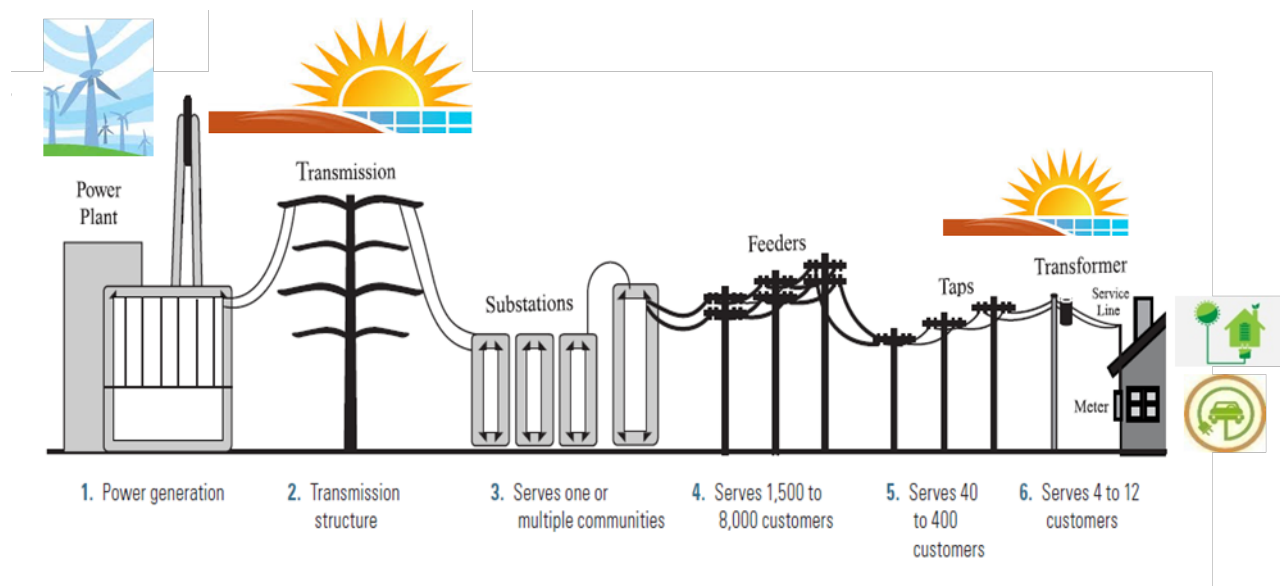 Power
Plant
Transmission
Substations
Feeders
Taps
Transformer
Service
Line
Meter
1. Power generation
2. Transmission
structure
3. Serves one or
multiple communities
4. Serves 1,500 to
8,000 customers
5. Serves 40
to 400
customers
6. Serves 4 to 12
customers